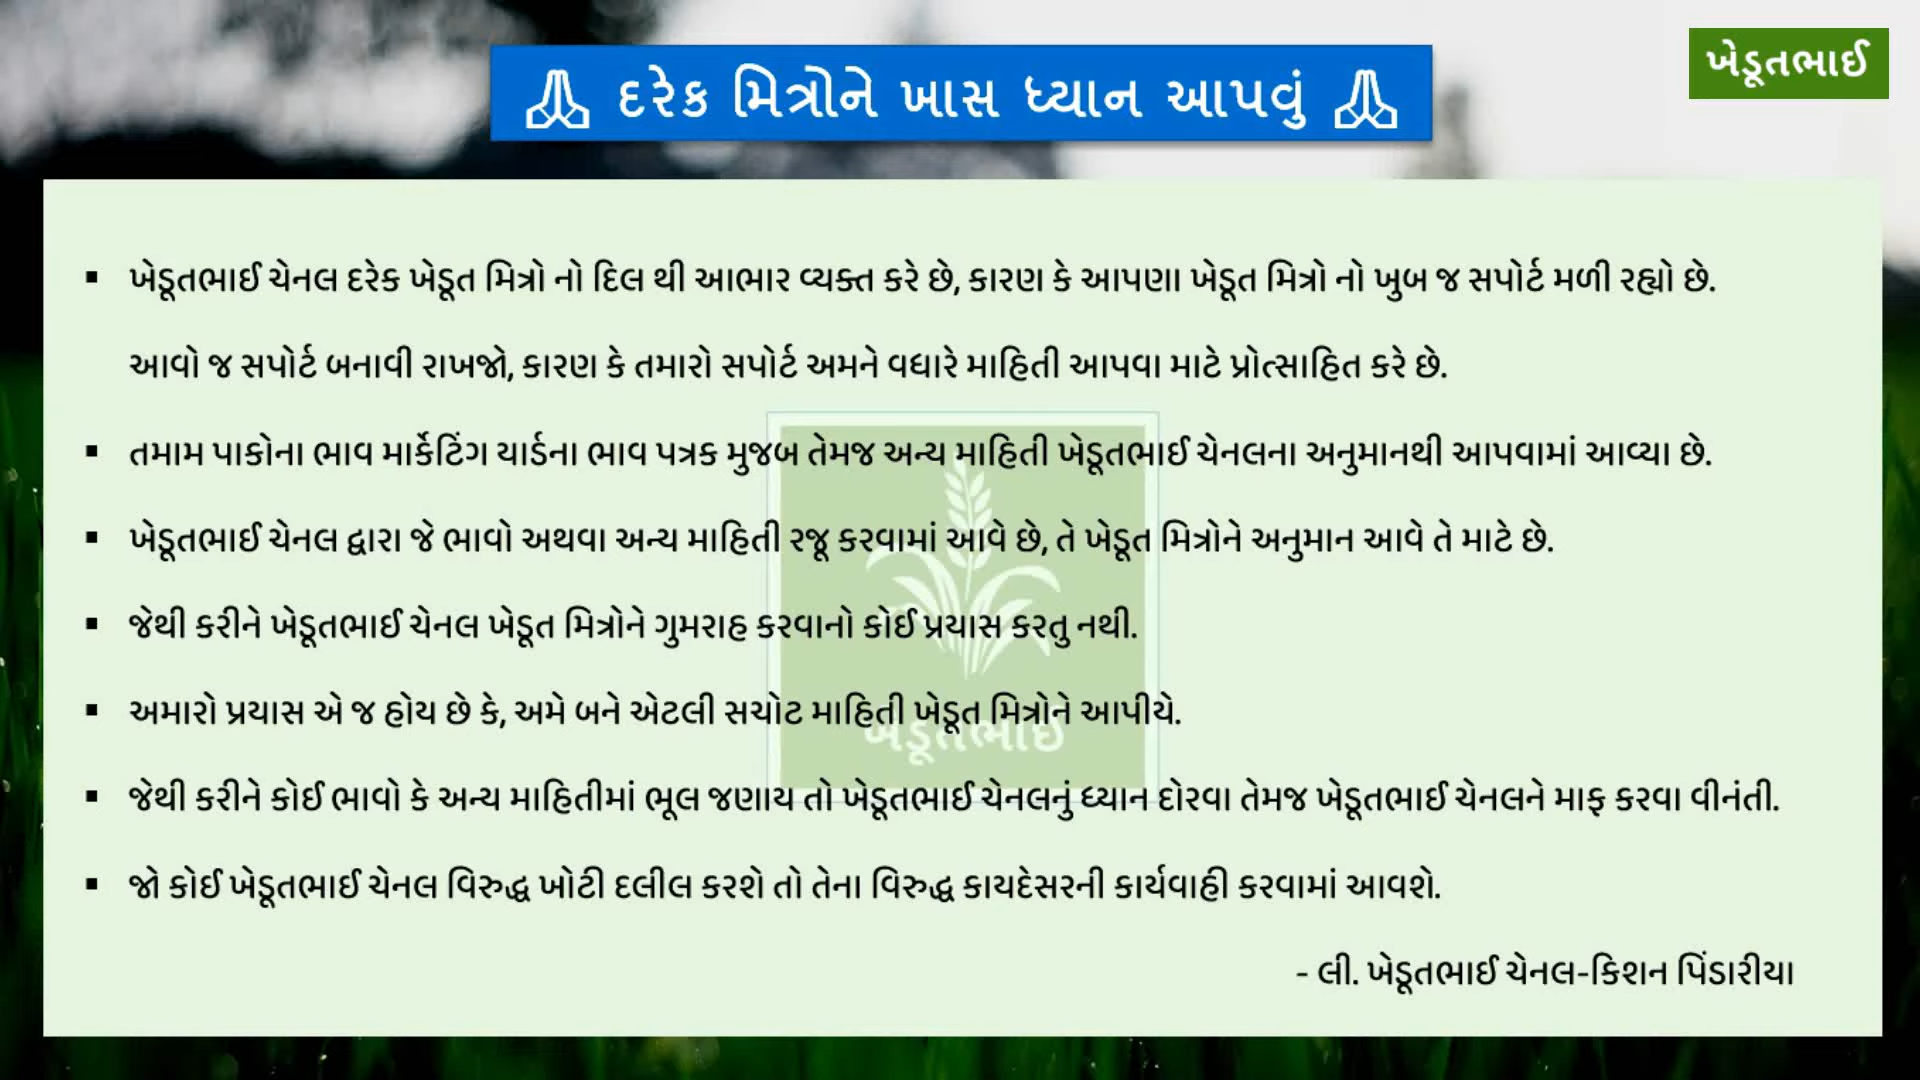 ખેડૂતભાઈ
🙏 દરેક મિત્રોને ખાસ ધ્યાન આપવું 🙏
▪ ખેડૂતભાઈ ચેનલ દરેક ખેડૂત મિત્રો નો દિલ થી આભાર વ્યક્ત કરે છે, કારણ કે આપણા ખેડૂત મિત્રો નો ખુબ જ સપોર્ટ મળી રહ્યો છે.
આવો જ સપોર્ટ બનાવી રાખજો, કારણ કે તમારો સપોર્ટ અમને વધારે માહિતી આપવા માટે પ્રોત્સાહિત કરે છે.
▪ તમામ પાકોના ભાવ માર્કેટિંગ યાર્ડના ભાવ પત્રક મુજબ તેમજ અન્ય માહિતી ખેડૂતભાઈ ચેનલના અનુમાનથી આપવામાં આવ્યા છે.
▪ ખેડૂતભાઈ ચેનલ દ્વારા જે ભાવો અથવા અન્ય માહિતી રજૂ કરવામાં આવે છે, તે ખેડૂત મિત્રોને અનુમાન આવે તે માટે છે.
▪ જેથી કરીને ખેડૂતભાઈ ચેનલ ખેડૂત મિત્રોને ગુમરાહ કરવાનો કોઈ પ્રયાસ કરતુ નથી.
▪ અમારો પ્રયાસ એ જ હોય છે કે, અમે બને એટલી સચોટ માહિતી ખેડૂત મિત્રોને આપીયે.
ખેડૂતભાઈ
▪ જેથી કરીને કોઈ ભાવો કે અન્ય માહિતીમાં ભૂલ જણાય તો ખેડૂતભાઈ ચેનલનું ધ્યાન દોરવા તેમજ ખેડૂતભાઈ ચેનલને માફ કરવા વીનંતી.
▪ જો કોઈ ખેડૂતભાઈ ચેનલ વિરુદ્ધ ખોટી દલીલ કરશે તો તેના વિરુદ્ધ કાયદેસરની કાર્યવાહી કરવામાં આવશે.
- લી. ખેડૂતભાઈ ચેનલ-કિશન પિંડારીયા